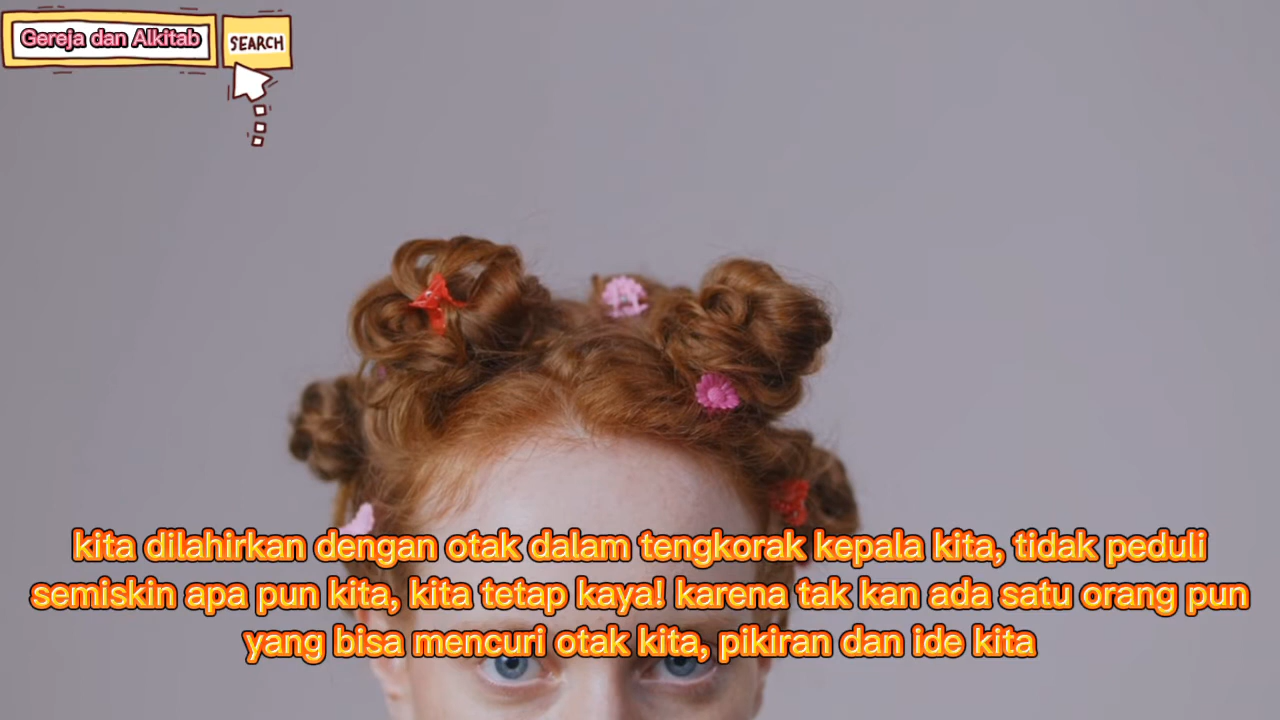 Gereja dan Alkitab
SEARCH
kita dilahirkan dengan otak dalam tengkorak kepala kita, tidak peduli
semiskin apa pun kita, kita tetap kaya! karena tak kan ada satu orang pun
yang bisa mencuri otak kita, pikiran dan ide kita